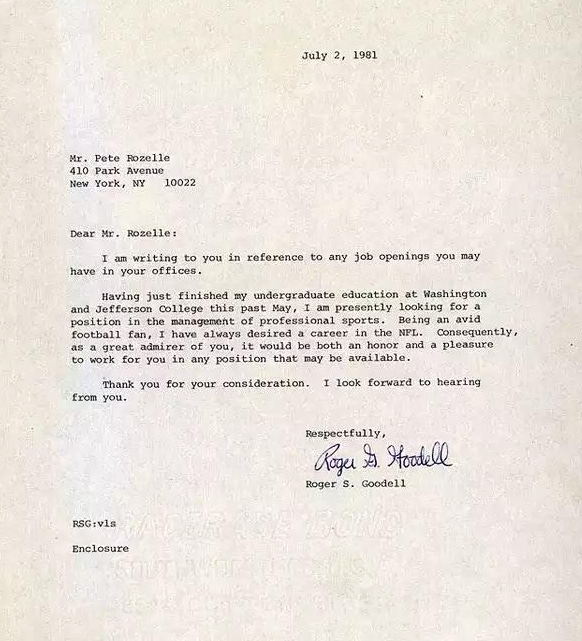 July 2, 1981
Mr. Pete Rozelle
410 Park Avenue
New York, NY 10022
Dear Mr. Rozelle:
I am writing to you in reference to any job openings you may
have in your offices.
Having just finished my undergraduate education at Washington
and Jefferson College this past May, I am presently looking for a
position in the management of professional sports. Being an avid
football fan, I have always desired a career in the NFL. Consequently,
as a great admirer of you, it would be both an honor and a pleasure
to work for you in any position that may be available.
Thank you for your consideration. I look forward to hearing
from you.
Respectfully,
Roger S. Goodell
Roger S. Goodell
RSG:vls
Enclosure